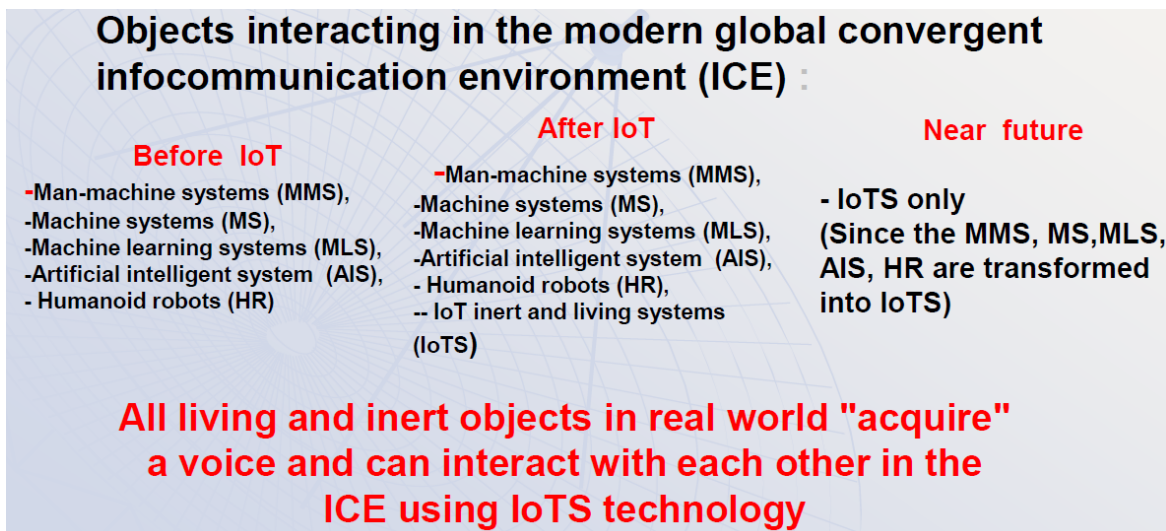 Objects interacting in the modern global convergent
infocommunication environment (ICE) :
Before IoT
-Man-machine systems (MMS),
-Machine systems (MS),
-Machine learning systems (MLS),
-Artificial intelligent system (AIS),
- Humanoid robots (HR)
After IoT
-Man-machine systems (MMS),
-Machine systems (MS),
-Machine learning systems (MLS),
-Artificial intelligent system (AIS),
- Humanoid robots (HR),
-- IoT inert and living systems
(IoTS)
Near future
- IoTS only
(Since the MMS, MS,MLS,
AIS, HR are transformed
into IoTS)
All living and inert objects in real world "acquire"
a voice and can interact with each other in the
ICE using IoTS technology